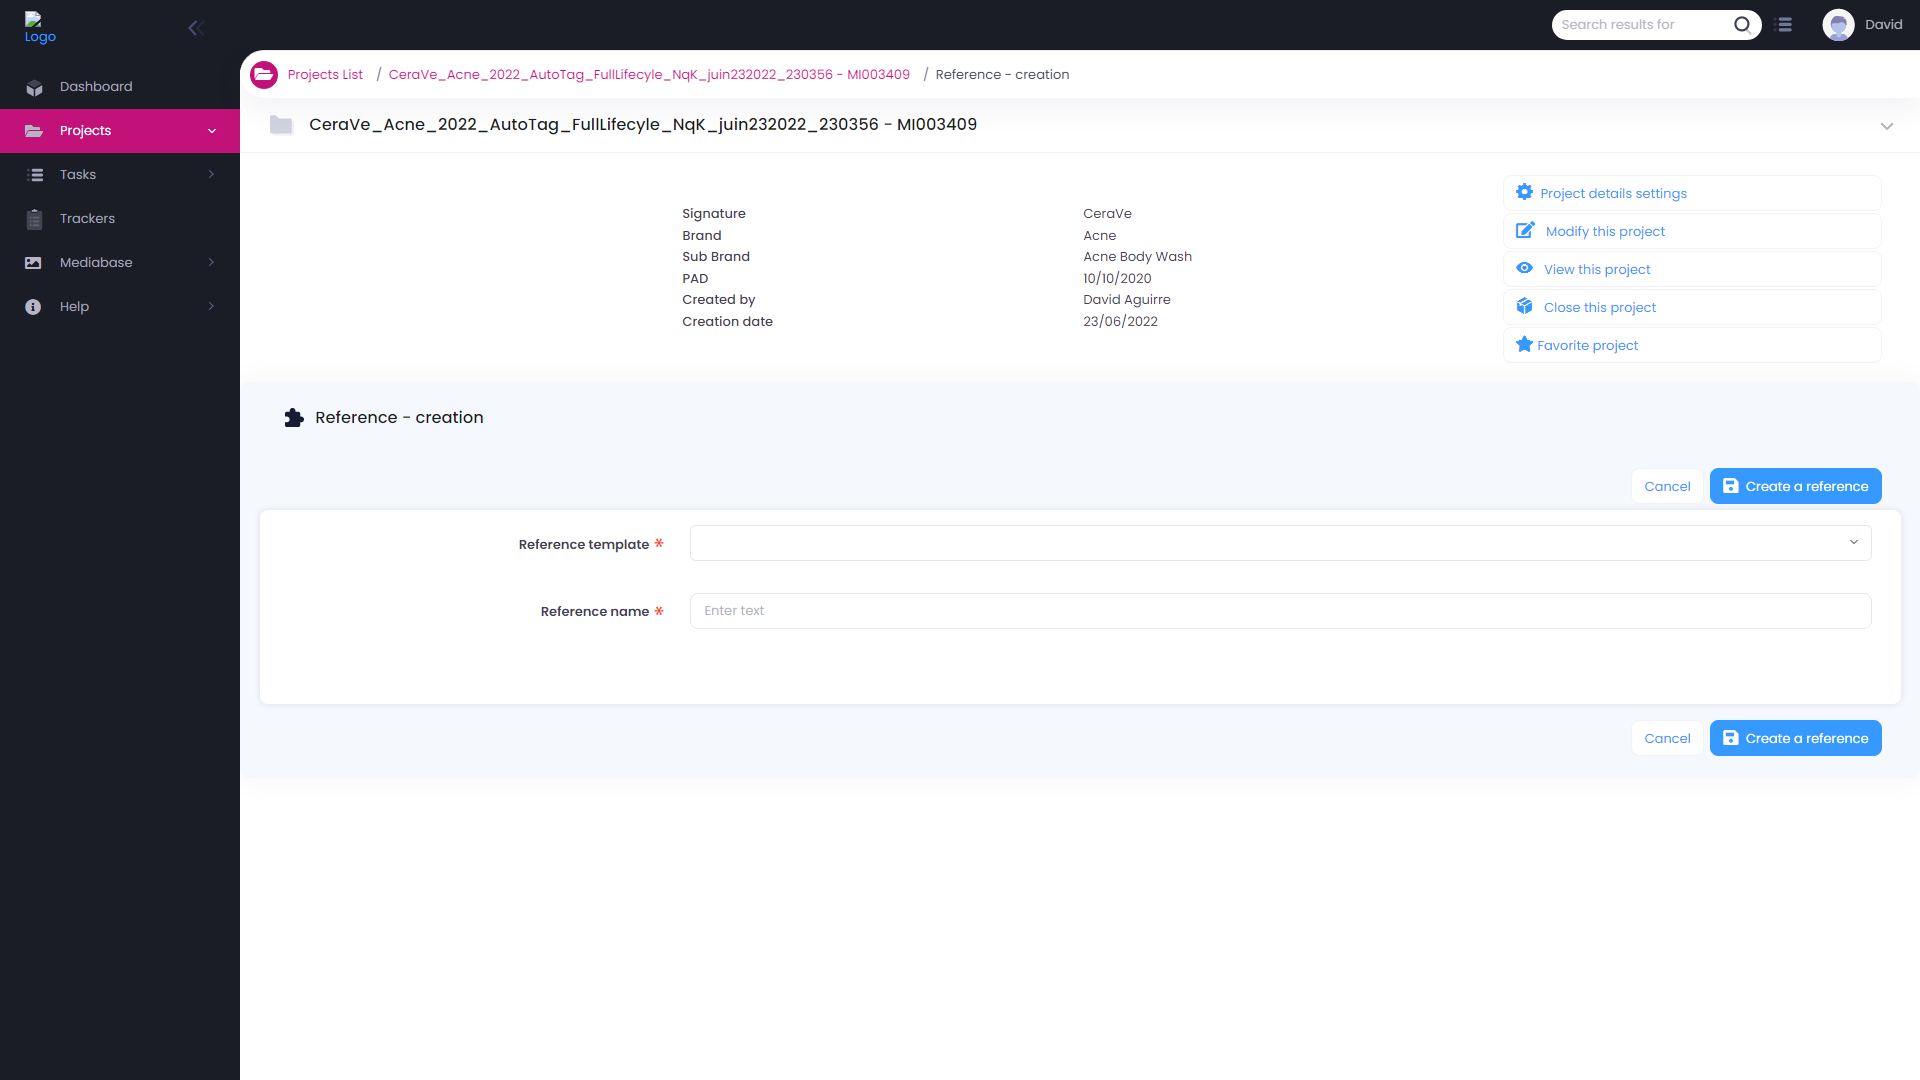 Logo
Search results for
David
Dashboard
Projects
Tasks
Trackers
Mediabase
Help
Projects List / CeraVe_Acne_2022_AutoTag_FullLifecyle_NqK_juin232022_230356 - MI003409 / Reference - creation
CeraVe_Acne_2022_AutoTag_FullLifecyle_NqK_juin232022_230356 - MI003409
Signature CeraVe
Brand Acne
Sub Brand Acne Body Wash
PAD 10/10/2020
Created by David Aguirre
Creation date 23/06/2022
Project details settings
Modify this project
View this project
Close this project
Favorite project
Reference - creation
Cancel Create a reference
Reference template *
Reference name * Enter text
Cancel Create a reference